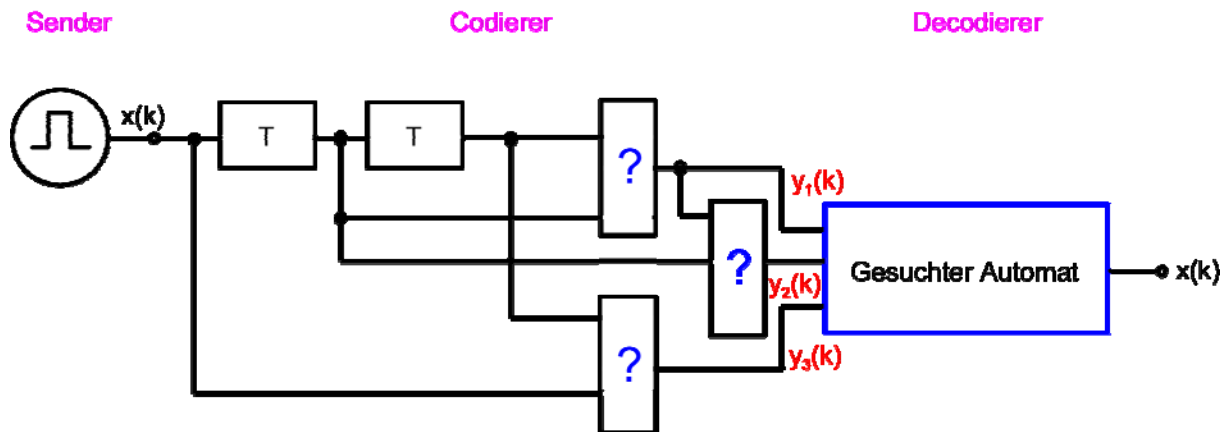 Sender Codierer Decodierer
x(k)
T T
?
y₁(k)
?
Gesuchter Automat
x(k)
y₂(k)
?
y₃(k)